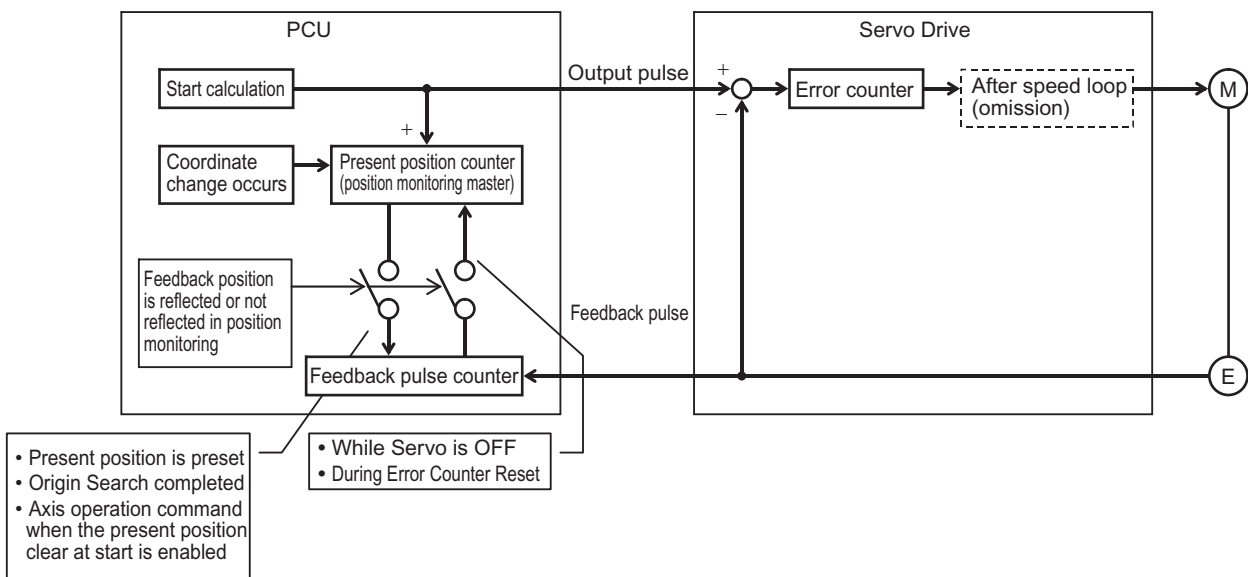 PCU
Servo Drive
Start calculation
Output pulse
+
−
Error counter
After speed loop
(omission)
M
+
Coordinate
change occurs
Present position counter
(position monitoring master)
Feedback position
is reflected or not
reflected in position
monitoring
Feedback pulse
Feedback pulse counter
E
• Present position is preset
• Origin Search completed
• Axis operation command
when the present position
clear at start is enabled
• While Servo is OFF
• During Error Counter Reset